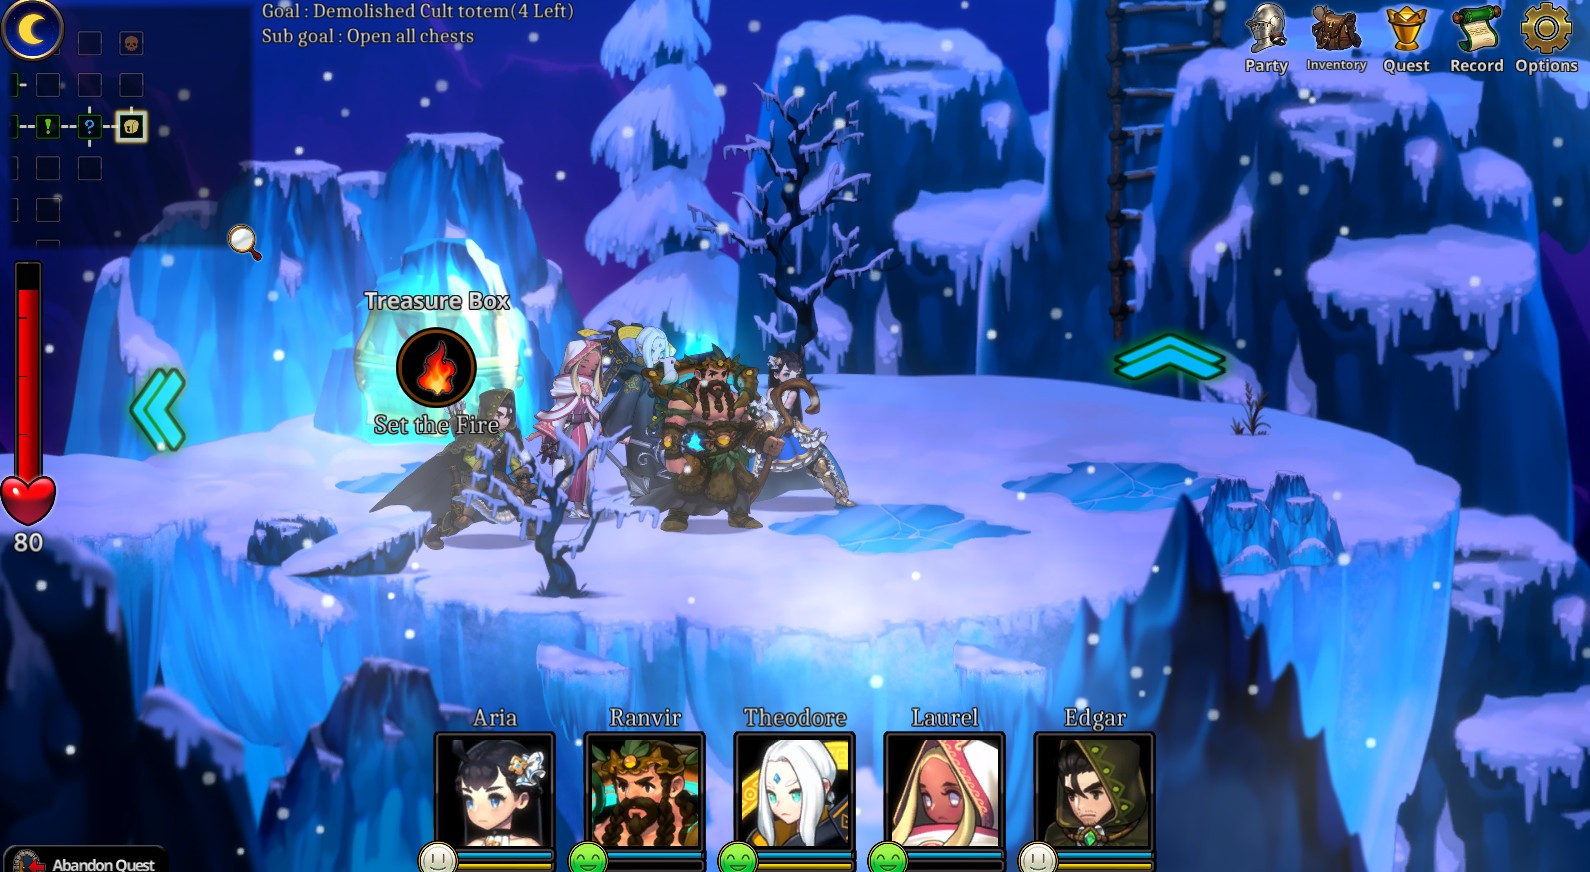 Goal : Demolished Cult totem(4 Left)
Sub goal : Open all chests
Party
Inventory
Quest
Record
Options
!
?
Treasure Box
Set the Fire
80
Aria
Ranvir
Theodore
Laurel
Edgar
Abandon Quest